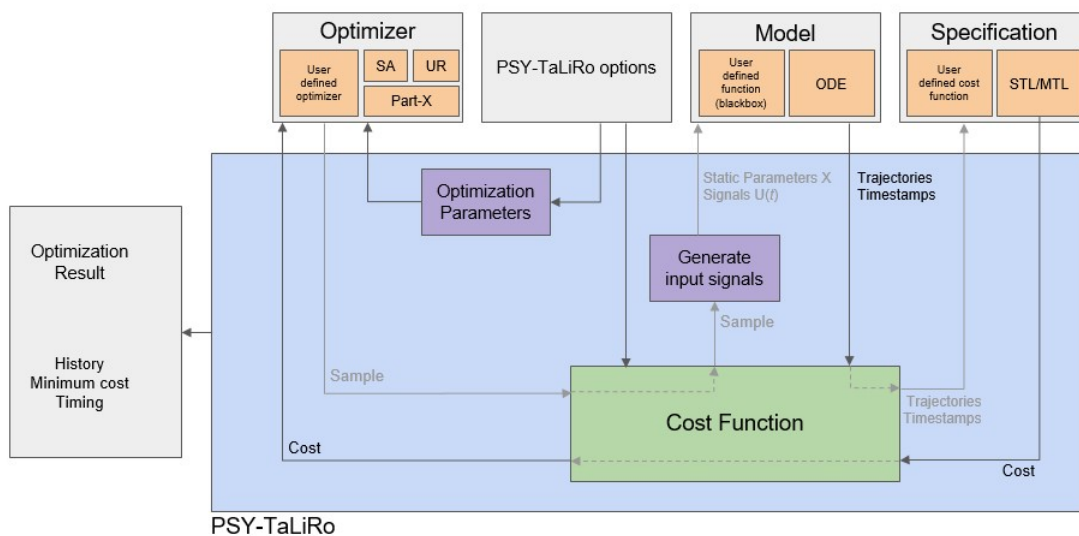 Optimizer
User
defined
optimizer
SA
UR
Part-X
PSY-TaLiRo options
Model
User
defined
function
(blackbox)
ODE
Specification
User
defined cost
function
STL/MTL
Optimization
Parameters
Static Parameters X
Signals U(t)
Trajectories
Timestamps
Generate
input signals
Sample
Optimization
Result
History
Minimum cost
Timing
Sample
Cost Function
Trajectories
Timestamps
Cost
Cost
PSY-TaLiRo